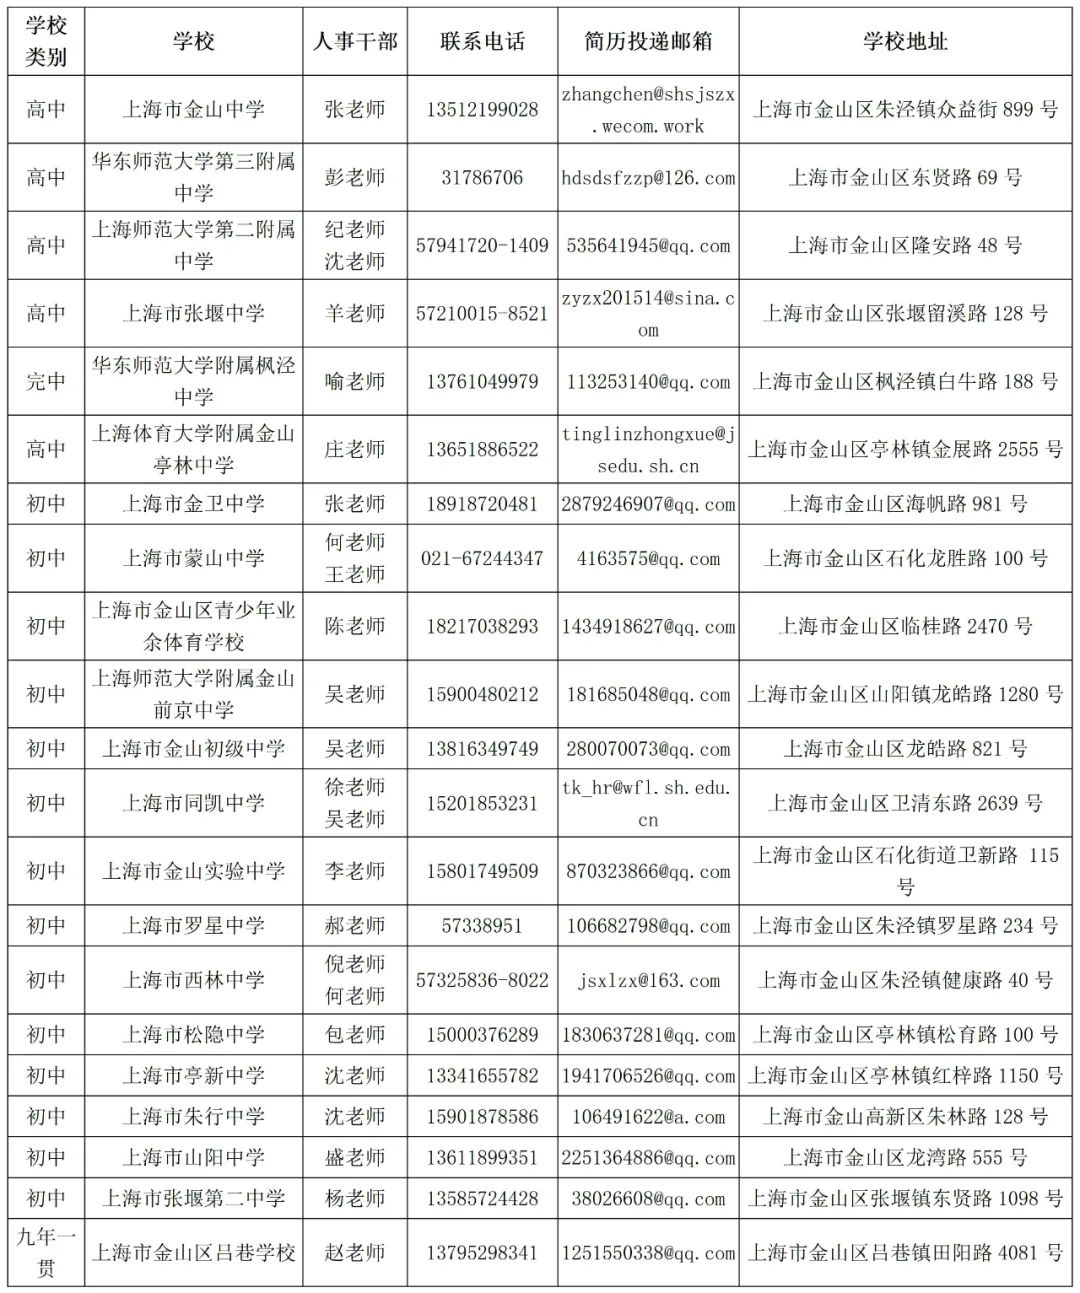 学校
类别
学校
人事干部
联系电话
简历投递邮箱
学校地址
高中
上海市金山中学
张老师
13512199028
zhangchen@shsjszx
.wecom.work
上海市金山区朱泾镇众益街 899 号
高中
华东师范大学第三附属
中学
彭老师
31786706
hdsdsfzzp@126.com
上海市金山区东贤路 69 号
高中
上海师范大学第二附属
中学
纪老师
沈老师
57941720-1409
535641945@qq.com
上海市金山区隆安路 48 号
高中
上海市张堰中学
羊老师
57210015-8521
zyzx201514@sina.c
om
上海市金山区张堰留溪路 128 号
完中
华东师范大学附属枫泾
中学
喻老师
13761049979
113253140@qq.com
上海市金山区枫泾镇白牛路 188 号
高中
上海体育大学附属金山
亭林中学
庄老师
13651886522
tinglinzhongxue@j
sedu.sh.cn
上海市金山区亭林镇金展路 2555 号
初中
上海市金卫中学
张老师
18918720481
2879246907@qq.com
上海市金山区海帆路 981 号
初中
上海市蒙山中学
何老师
王老师
021-67244347
4163575@qq.com
上海市金山区石化龙胜路 100 号
初中
上海市金山区青少年业
余体育学校
陈老师
18217038293
1434918627@qq.com
上海市金山区临桂路 2470 号
初中
上海师范大学附属金山
前京中学
吴老师
15900480212
181685048@qq.com
上海市金山区山阳镇龙皓路 1280 号
初中
上海市金山初级中学
吴老师
13816349749
280070073@qq.com
上海市金山区龙皓路 821 号
初中
上海市同凯中学
徐老师
吴老师
15201853231
tk_hr@wfl.sh.edu.
cn
上海市金山区卫清东路 2639 号
初中
上海市金山实验中学
李老师
15801749509
870323866@qq.com
上海市金山区石化街道卫新路 115
号
初中
上海市罗星中学
郝老师
57338951
106682798@qq.com
上海市金山区朱泾镇罗星路 234 号
初中
上海市西林中学
倪老师
何老师
57325836-8022
jsxlzx@163.com
上海市金山区朱泾镇健康路 40 号
初中
上海市松隐中学
包老师
15000376289
1830637281@qq.com
上海市金山区亭林镇松育路 100 号
初中
上海市亭新中学
沈老师
13341655782
1941706526@qq.com
上海市金山区亭林镇红梓路 1150 号
初中
上海市朱行中学
沈老师
15901878586
106491622@a.com
上海市金山高新区朱林路 128 号
初中
上海市山阳中学
盛老师
13611899351
2251364886@qq.com
上海市金山区龙湾路 555 号
初中
上海市张堰第二中学
杨老师
13585724428
38026608@qq.com
上海市金山区张堰镇东贤路 1098 号
九年一
贯
上海市金山区吕巷学校
赵老师
13795298341
1251550338@qq.com
上海市金山区吕巷镇田阳路 4081 号